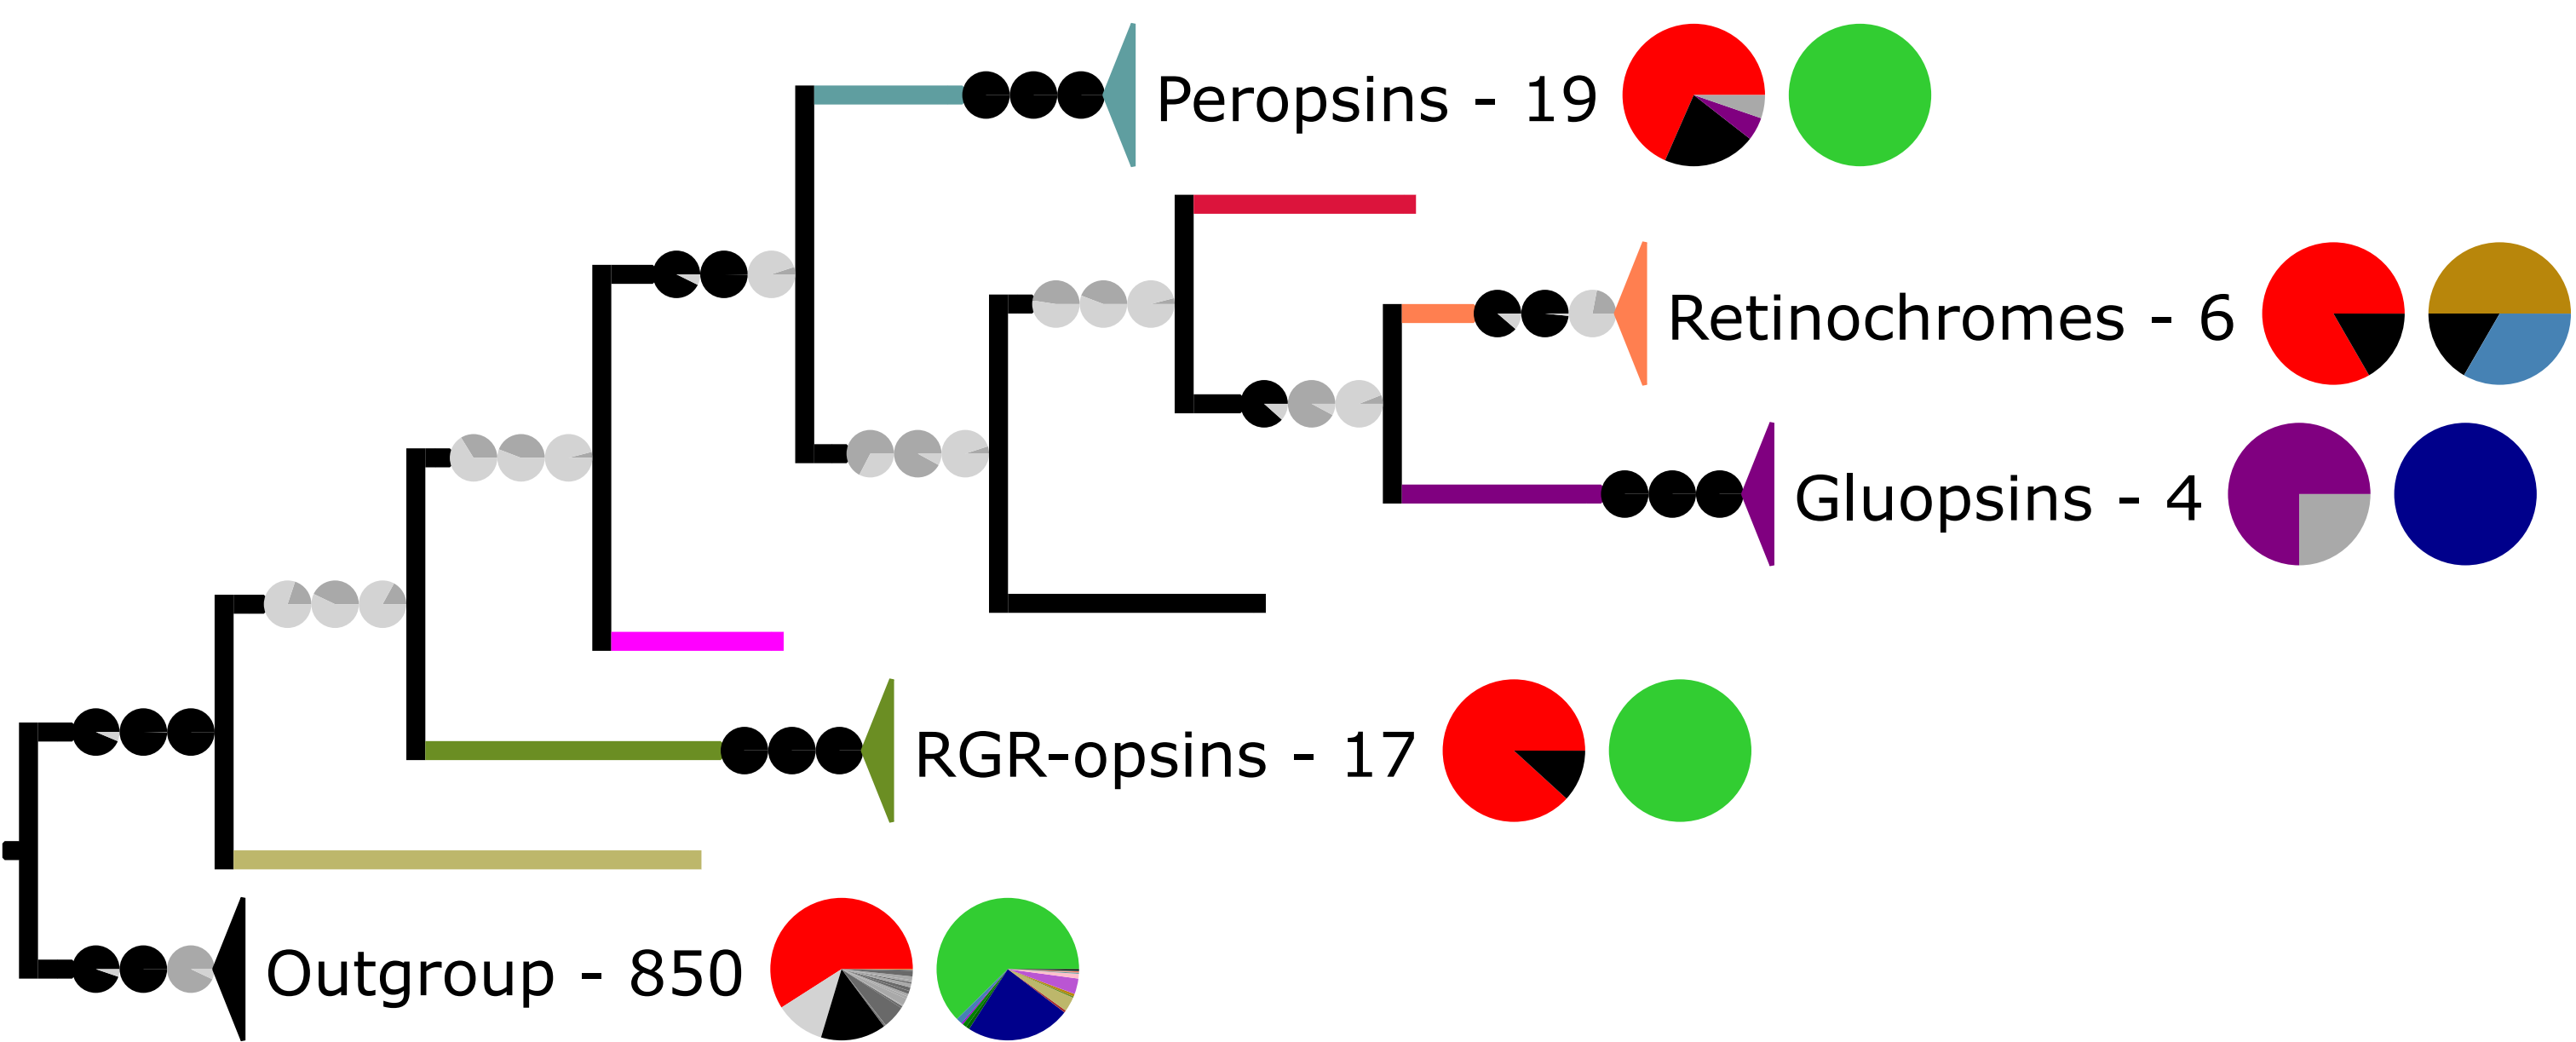 Peropsins - 19
Retinochromes - 6
Gluopsins - 4
RGR-opsins - 17
Outgroup - 850